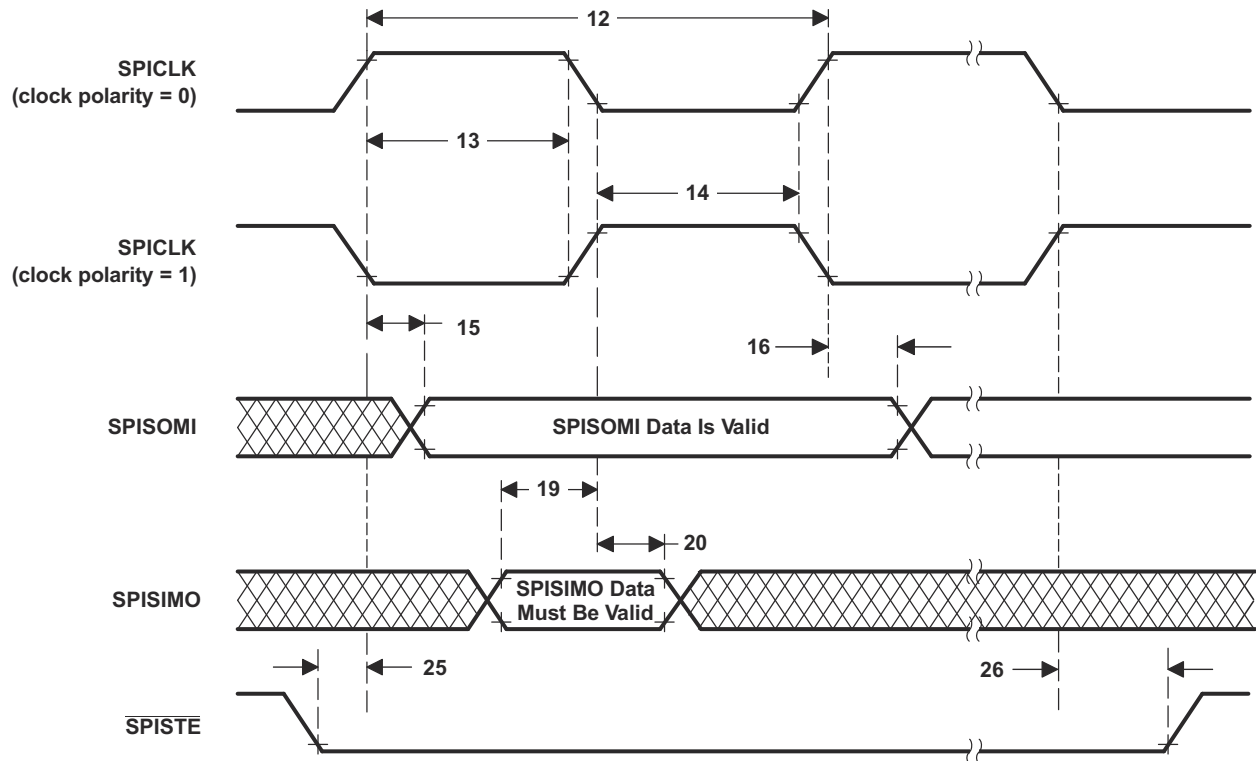 12
SPICLK
(clock polarity = 0)
13
14
SPICLK
(clock polarity = 1)
15
16
SPISOMI
SPISOMI Data Is Valid
19
20
SPISIMO
SPISIMO Data
Must Be Valid
25
26
SPISTE